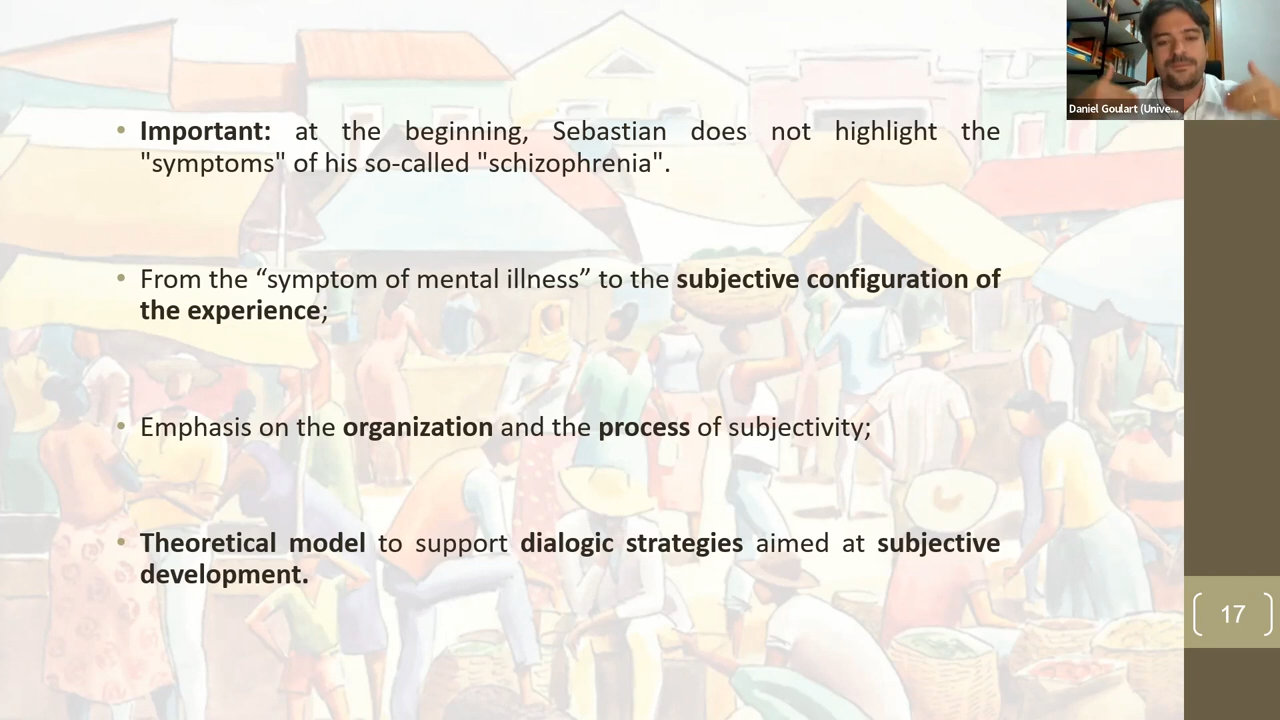 Daniel Goulart (Unive...
• Important: at the beginning, Sebastian does not highlight the
"symptoms" of his so-called "schizophrenia".
• From the “symptom of mental illness” to the subjective configuration of
the experience;
• Emphasis on the organization and the process of subjectivity;
• Theoretical model to support dialogic strategies aimed at subjective
development.
17